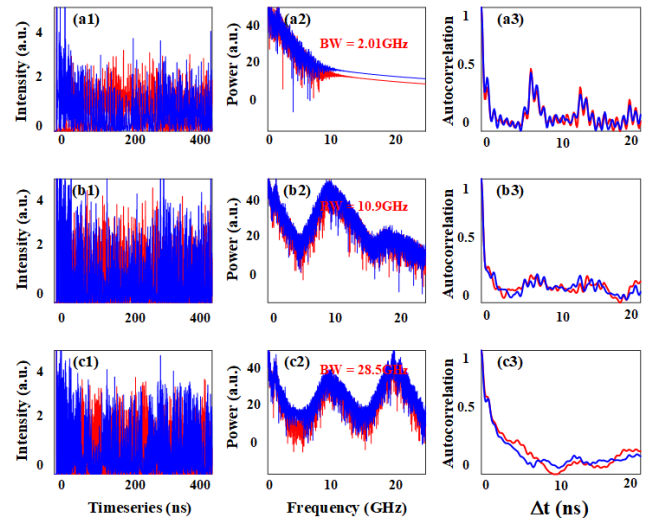 (a1)
Intensity (a.u.)
4
2
0
0
200
400
(a2)
BW = 2.01GHz
Power (a.u.)
40
20
0
0
10
20
(a3)
Autocorrelation
1
0.5
0
0
10
20
(b1)
Intensity (a.u.)
4
2
0
0
200
400
(b2)
BW = 10.9GHz
Power (a.u.)
40
20
0
0
10
20
(b3)
Autocorrelation
1
0.5
0
0
10
20
(c1)
Intensity (a.u.)
4
2
0
0
200
400
Timeseries (ns)
(c2)
BW = 28.5GHz
Power (a.u.)
40
20
0
0
10
20
Frequency (GHz)
(c3)
Autocorrelation
1
0.5
0
0
10
20
Δt (ns)